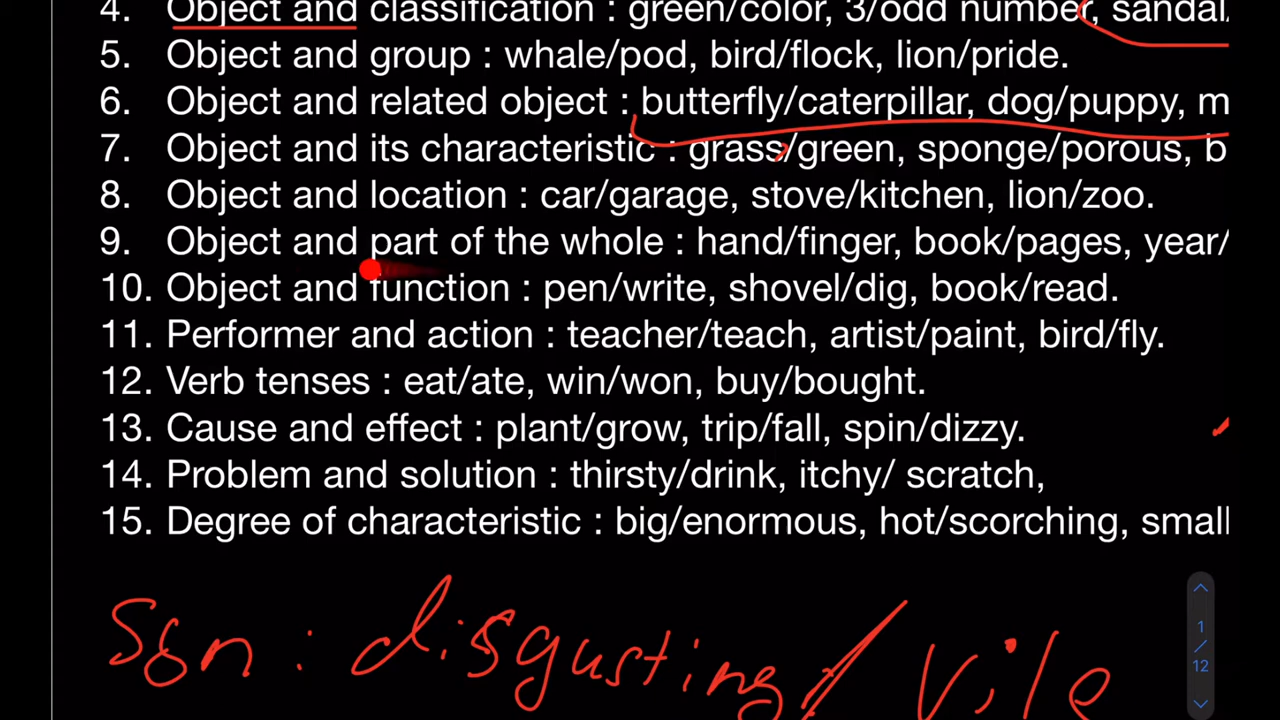 4. Object and classification : green/color, 3/odd number, sandal/
5. Object and group : whale/pod, bird/flock, lion/pride.
6. Object and related object : butterfly/caterpillar, dog/puppy, m
7. Object and its characteristic : grass/green, sponge/porous, b
8. Object and location : car/garage, stove/kitchen, lion/zoo.
9. Object and part of the whole : hand/finger, book/pages, year/
10. Object and function : pen/write, shovel/dig, book/read.
11. Performer and action : teacher/teach, artist/paint, bird/fly.
12. Verb tenses : eat/ate, win/won, buy/bought.
13. Cause and effect : plant/grow, trip/fall, spin/dizzy.
14. Problem and solution : thirsty/drink, itchy/ scratch,
15. Degree of characteristic : big/enormous, hot/scorching, small
Syn : disgusting / vile
1
/
12